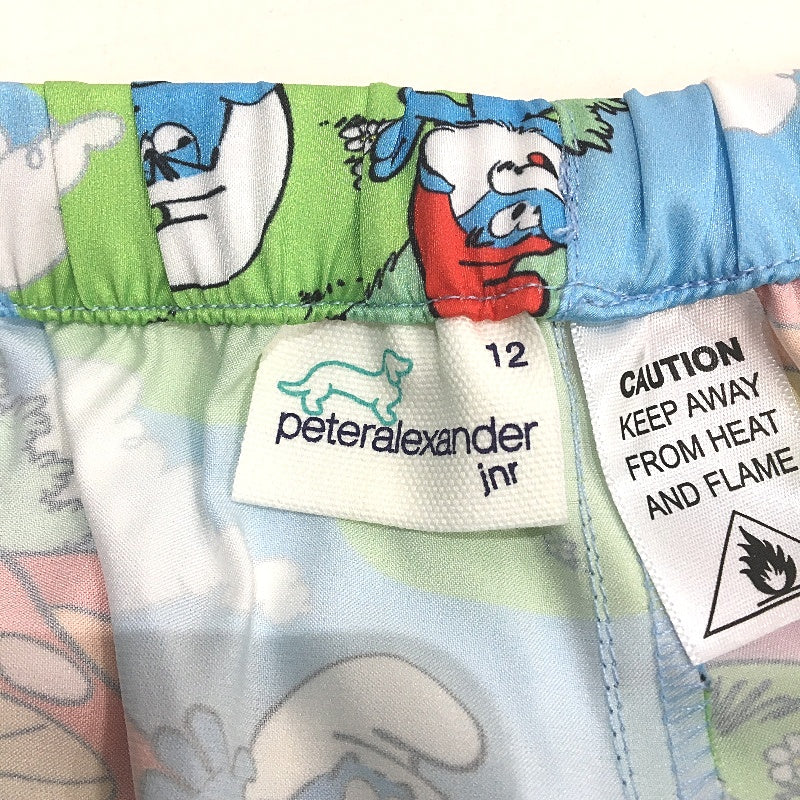 12
peteralexander
jnr
CAUTION
KEEP AWAY
FROM HEAT
AND FLAME